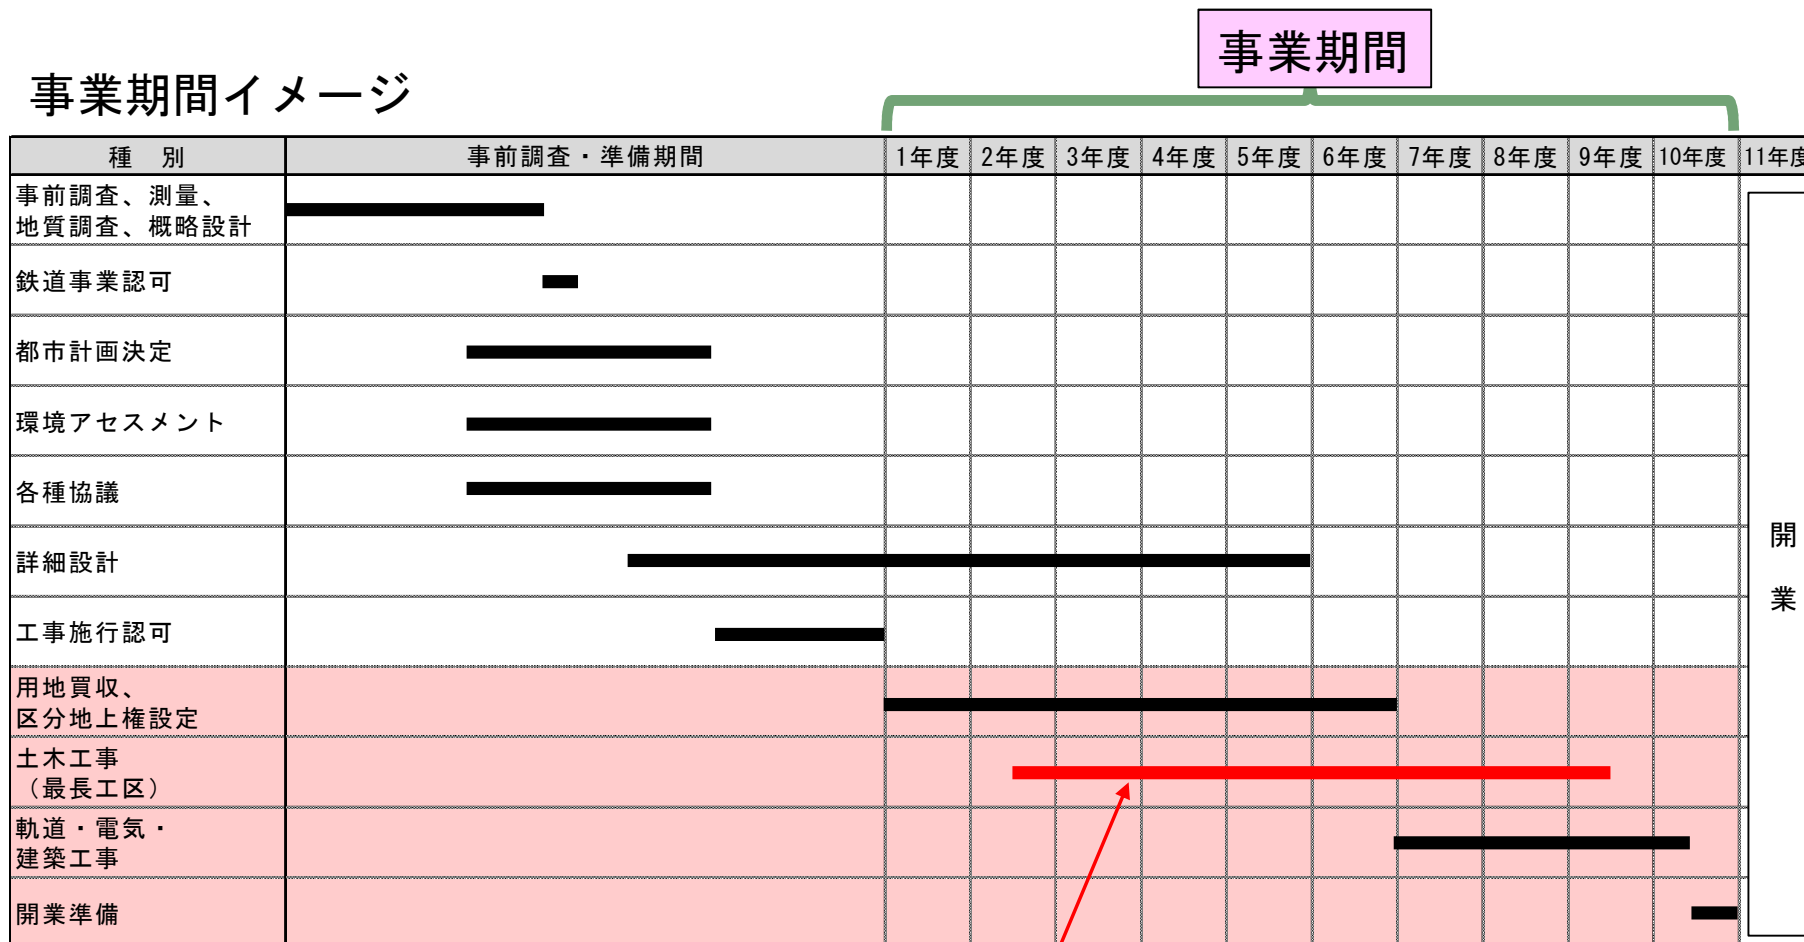 事業期間
事業期間イメージ
種　別
事前調査・準備期間
1年度
2年度
3年度
4年度
5年度
6年度
7年度
8年度
9年度
10年度
11年度
事前調査、測量、
地質調査、概略設計
鉄道事業認可
都市計画決定
環境アセスメント
各種協議
詳細設計
工事施行認可
用地買収、
区分地上権設定
土木工事
（最長工区）
軌道・電気・
建築工事
開業準備
開
業